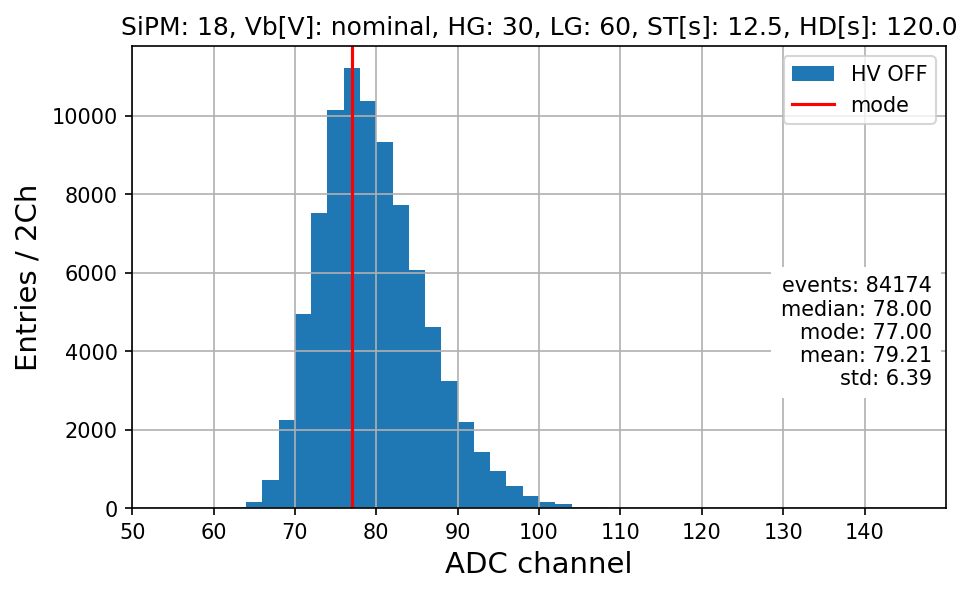 SiPM: 18, Vb[V]: nominal, HG: 30, LG: 60, ST[s]: 12.5, HD[s]: 120.0
HV OFF
mode
10000
8000
6000
4000
2000
0
Entries / 2Ch
events: 84174
median: 78.00
mode: 77.00
mean: 79.21
std: 6.39
50 60 70 80 90 100 110 120 130 140
ADC channel